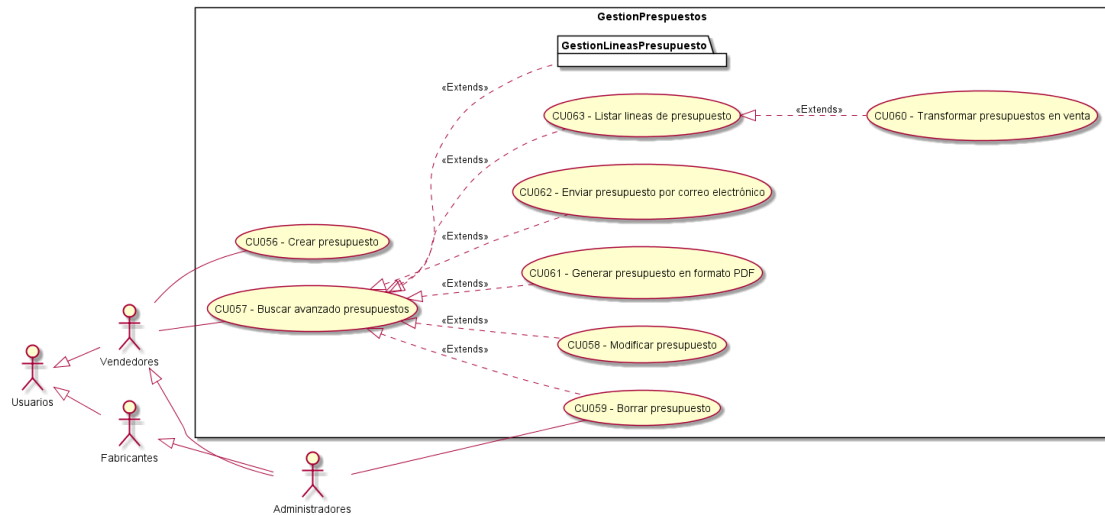 GestionPrespuestos
GestionLineasPresupuesto
«Extends»
CU063 - Listar lineas de presupuesto
«Extends»
CU060 - Transformar presupuestos en venta
«Extends»
CU062 - Enviar presupuesto por correo electrónico
«Extends»
CU056 - Crear presupuesto
CU061 - Generar presupuesto en formato PDF
«Extends»
CU057 - Buscar avanzado presupuestos
«Extends»
CU058 - Modificar presupuesto
«Extends»
Vendedores
Usuarios
CU059 - Borrar presupuesto
Fabricantes
Administradores